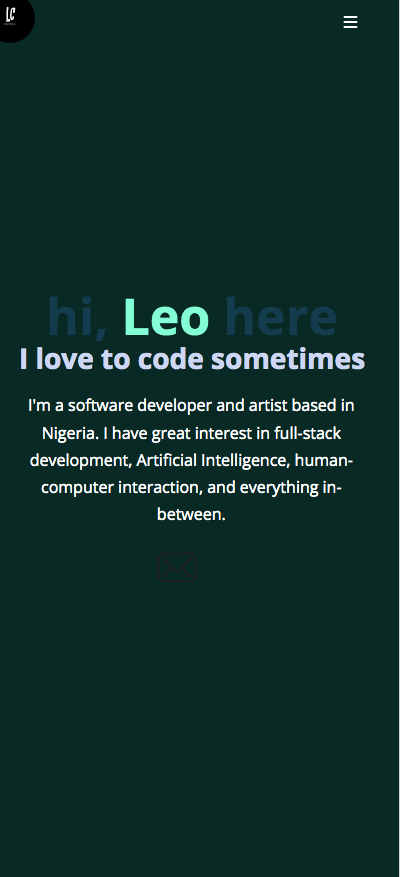 LC
hi, Leo here
I love to code sometimes
I'm a software developer and artist based in
Nigeria. I have great interest in full-stack
development, Artificial Intelligence, human-
computer interaction, and everything in-
between.